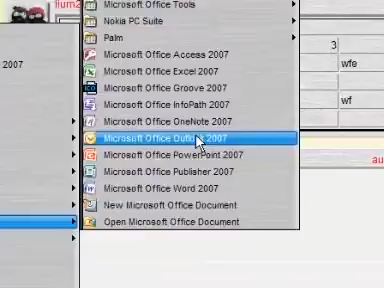 Microsoft Office Tools
Nokia PC Suite
Palm
3
Microsoft Office Access 2007
2007
wfe
Microsoft Office Excel 2007
Microsoft Office Groove 2007
Microsoft Office InfoPath 2007
wf
Microsoft Office OneNote 2007
Microsoft Office Outlook 2007
Microsoft Office PowerPoint 2007
au
Microsoft Office Publisher 2007
Microsoft Office Word 2007
New Microsoft Office Document
Open Microsoft Office Document